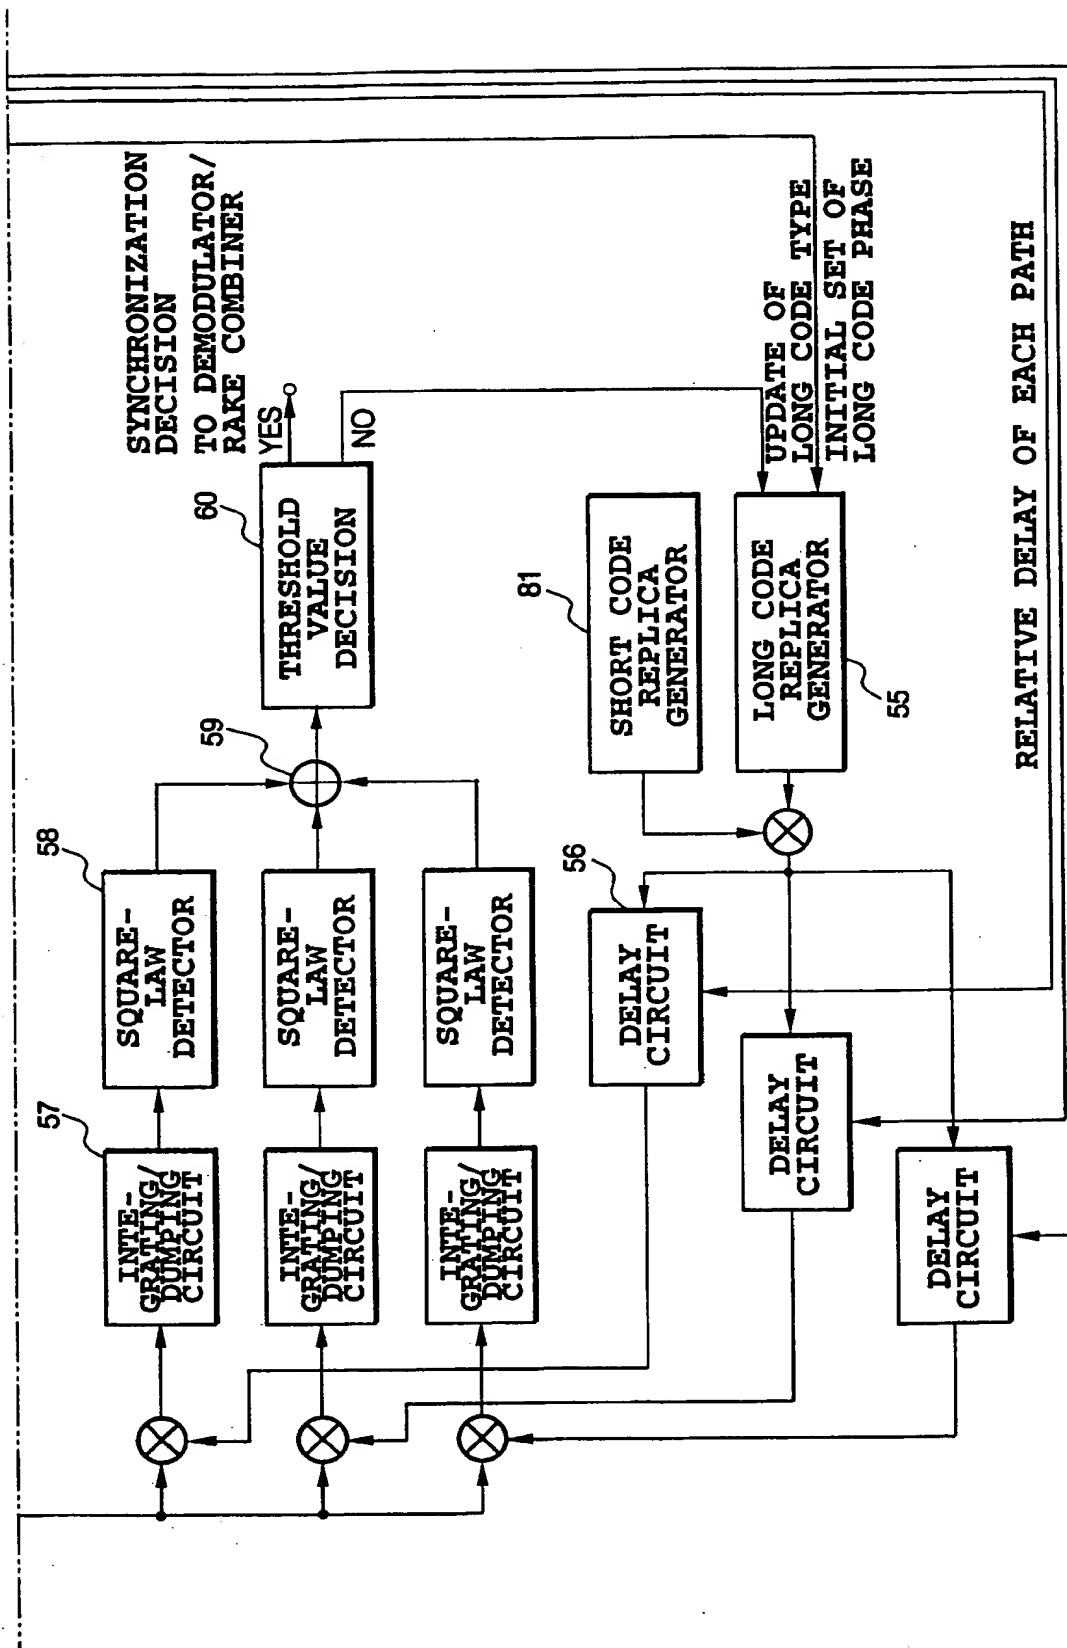 SYNCHRONIZATION
DECISION
TO DEMODULATOR/
RAKE COMBINER
YES
NO
60
THRESHOLD
VALUE
DECISION
59
58
SQUARE-
LAW
DETECTOR
SQUARE-
LAW
DETECTOR
SQUARE-
LAW
DETECTOR
57
INTE-
GRATING/
DUMPING
CIRCUIT
INTE-
GRATING/
DUMPING
CIRCUIT
INTE-
GRATING/
DUMPING
CIRCUIT
UPDATE OF
LONG CODE TYPE
INITIAL SET OF
LONG CODE PHASE
81
SHORT CODE
REPLICA
GENERATOR
LONG CODE
REPLICA
GENERATOR
55
56
DELAY
CIRCUIT
DELAY
CIRCUIT
DELAY
CIRCUIT
RELATIVE DELAY OF EACH PATH